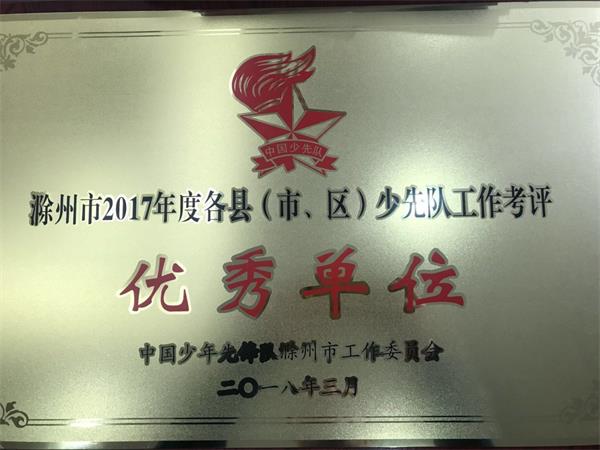 中国少先队
滁州市2017年度各县（市、区）少先队工作考评
优秀单位
中国少年先锋队滁州市工作委员会
二〇一八年三月